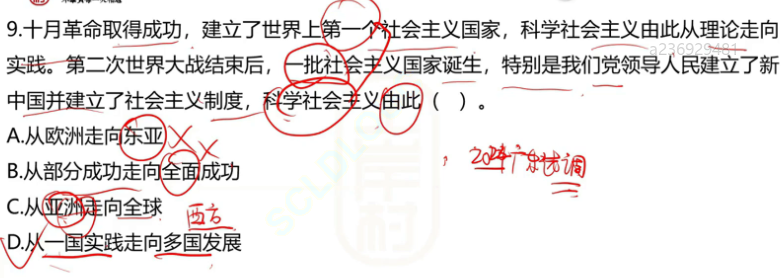 9.十月革命取得成功，建立了世界上第一个社会主义国家，科学社会主义由此从理论走向
a236929481
实践。第二次世界大战结束后，一批社会主义国家诞生，特别是我们党领导人民建立了新
中国并建立了社会主义制度，科学社会主义由此（ ）。
A.从欧洲走向东亚
B.从部分成功走向全面成功
2024广东选调
C.从亚洲走向全球
西方
D.从一国实践走向多国发展